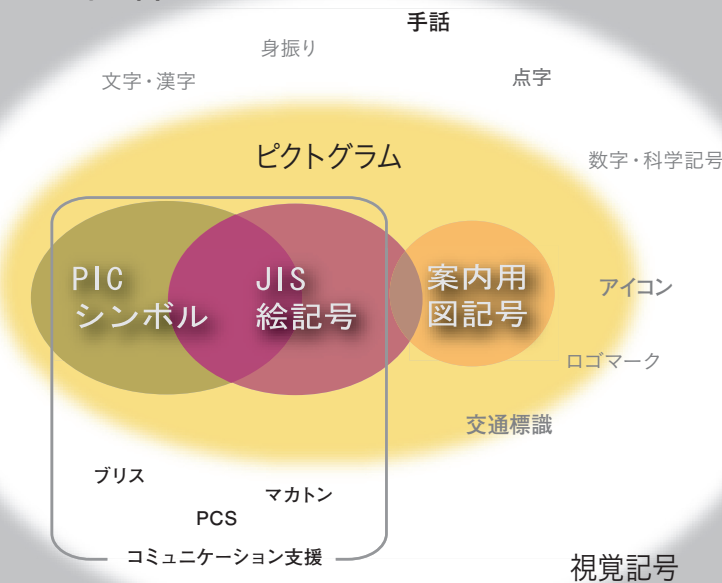 手話
身振り
文字・漢字
点字
ピクトグラム
数字・科学記号
PIC
シンボル
JIS
絵記号
案内用
図記号
アイコン
ロゴマーク
交通標識
ブリス
マカトン
PCS
コミュニケーション支援
視覚記号